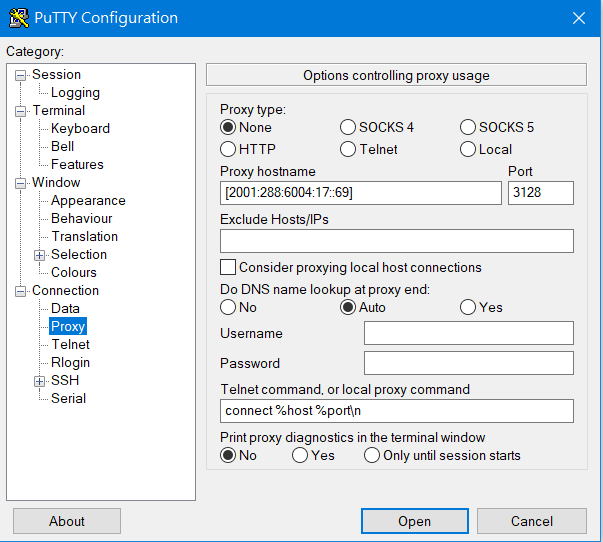 PuTTY Configuration
Category:
Session
Logging
Terminal
Keyboard
Bell
Features
Window
Appearance
Behaviour
Translation
Selection
Colours
Connection
Data
Proxy
Telnet
Rlogin
SSH
Serial
Options controlling proxy usage
Proxy type:
None SOCKS 4 SOCKS 5
HTTP Telnet Local
Proxy hostname Port
[2001:288:6004:17::69] 3128
Exclude Hosts/IPs
Consider proxying local host connections
Do DNS name lookup at proxy end:
No Auto Yes
Username
Password
Telnet command, or local proxy command
connect %host %port\n
Print proxy diagnostics in the terminal window
No Yes Only until session starts
About Open Cancel